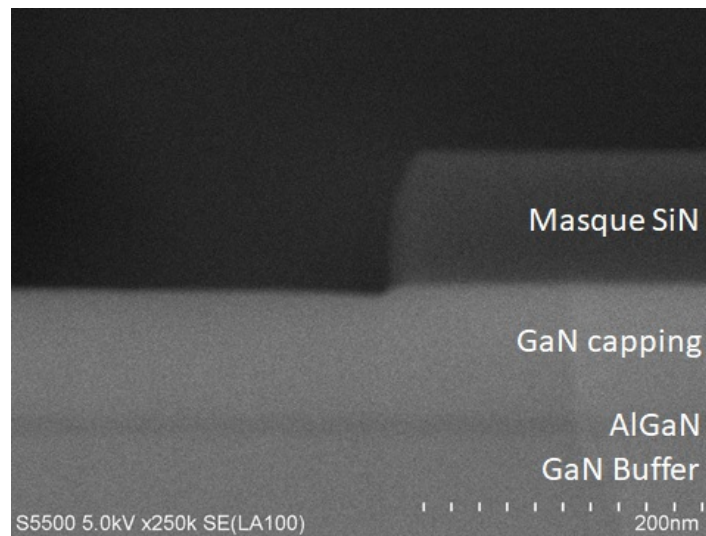 Masque SiN
GaN capping
AlGaN
GaN Buffer
S5500 5.0kV x250k SE(LA100)
200nm